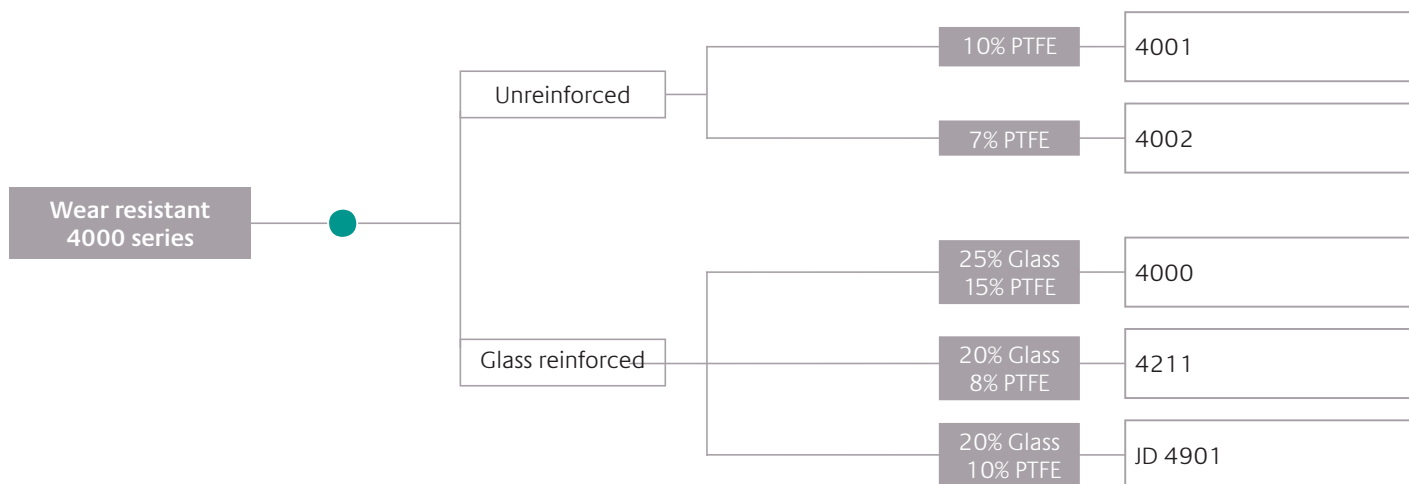 Wear resistant
4000 series
Unreinforced
10% PTFE
4001
7% PTFE
4002
Glass reinforced
25% Glass
15% PTFE
4000
20% Glass
8% PTFE
4211
20% Glass
10% PTFE
JD 4901